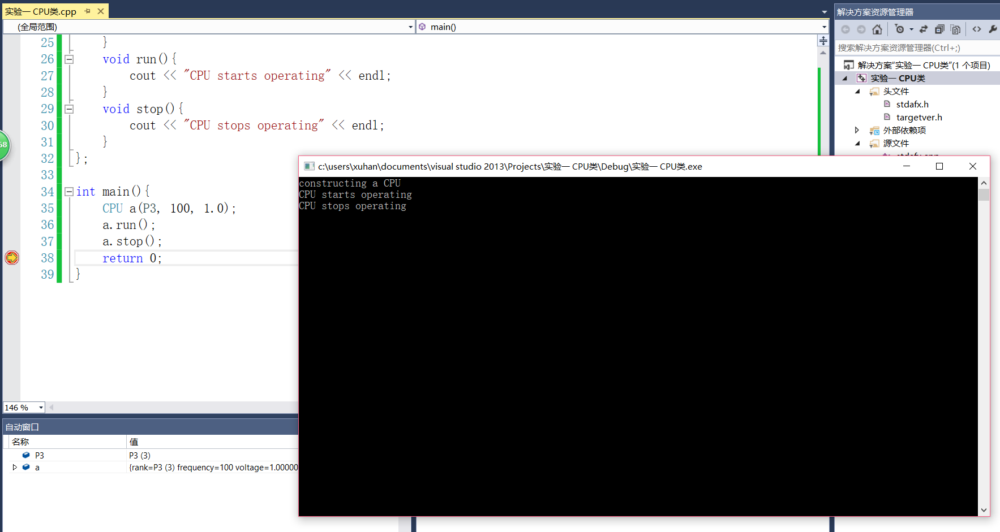 实验一 CPU类.cpp
(全局范围)
main()
25 }
26 void run(){
27 cout << "CPU starts operating" << endl;
28 }
29 void stop(){
30 cout << "CPU stops operating" << endl;
31 }
32 };
33
34 int main(){
35 CPU a(P3, 100, 1.0);
36 a.run();
37 a.stop();
38 return 0;
39 }
68
146 %
自动窗口
名称 值
P3 P3 (3)
a {rank=P3 (3) frequency=100 voltage=1.00000
c:\users\xuhan\documents\visual studio 2013\Projects\实验一 CPU类\Debug\实验一 CPU类.exe
constructing a CPU
CPU starts operating
CPU stops operating
解决方案资源管理器
搜索解决方案资源管理器(Ctrl+;)
解决方案"实验一 CPU类"(1 个项目)
实验一 CPU类
头文件
stdafx.h
targetver.h
外部依赖项
源文件